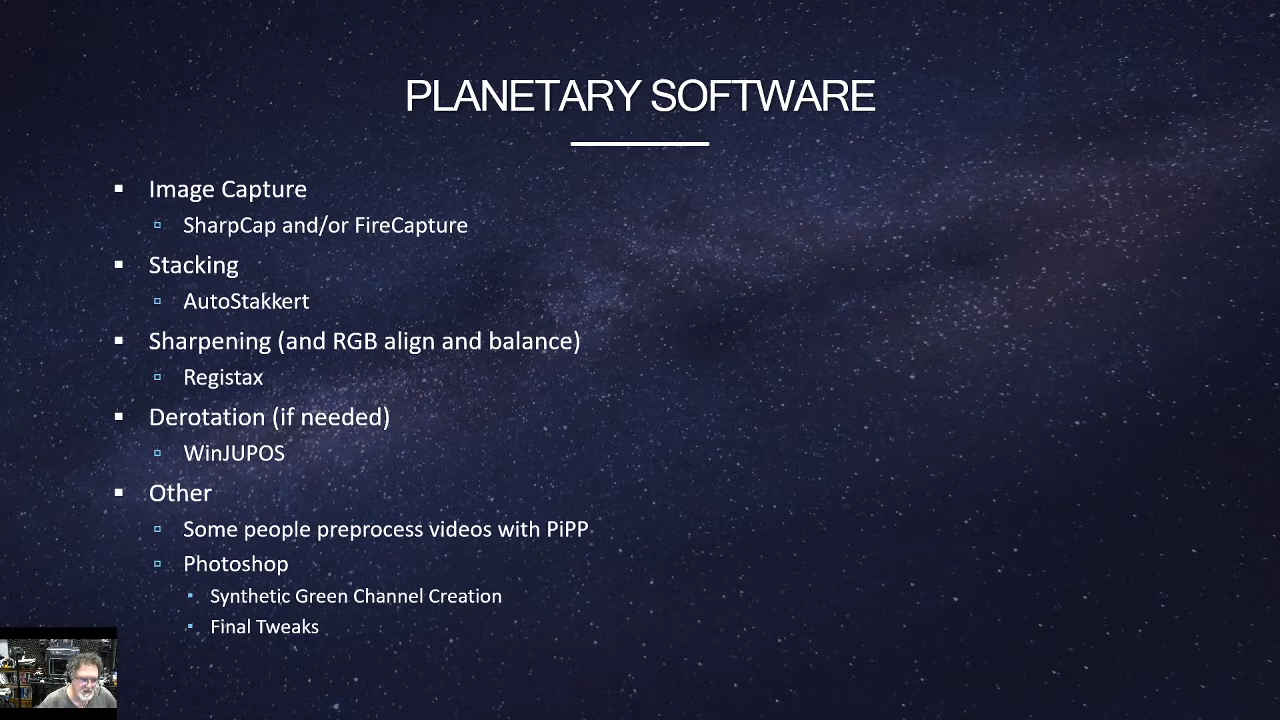 PLANETARY SOFTWARE
Image Capture
SharpCap and/or FireCapture
Stacking
AutoStakkert
Sharpening (and RGB align and balance)
Registax
Derotation (if needed)
WinJUPOS
Other
Some people preprocess videos with PiPP
Photoshop
Synthetic Green Channel Creation
Final Tweaks